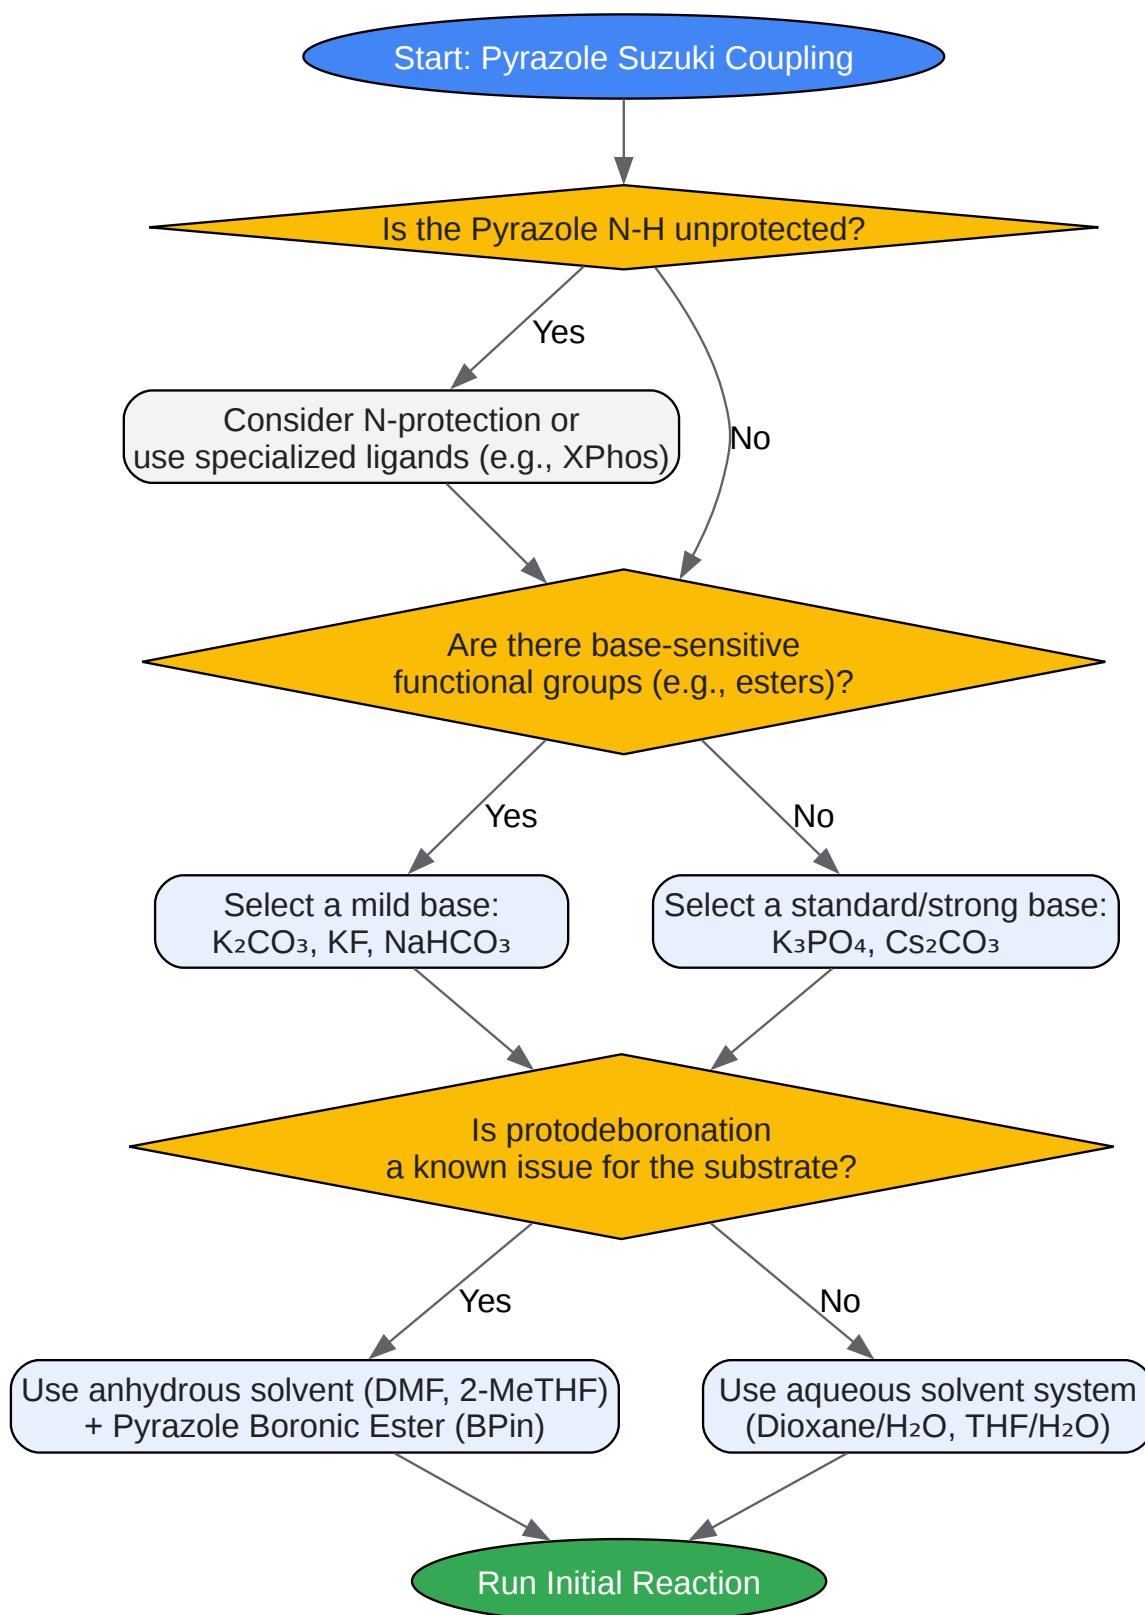 Start: Pyrazole Suzuki Coupling
Is the Pyrazole N-H unprotected?
Yes
Consider N-protection or
use specialized ligands (e.g., XPhos)
No
Are there base-sensitive
functional groups (e.g., esters)?
Yes
No
Select a mild base:
K₂CO₃, KF, NaHCO₃
Select a standard/strong base:
K₃PO₄, Cs₂CO₃
Is protodeboronation
a known issue for the substrate?
Yes
No
Use anhydrous solvent (DMF, 2-MeTHF)
+ Pyrazole Boronic Ester (BPin)
Use aqueous solvent system
(Dioxane/H₂O, THF/H₂O)
Run Initial Reaction